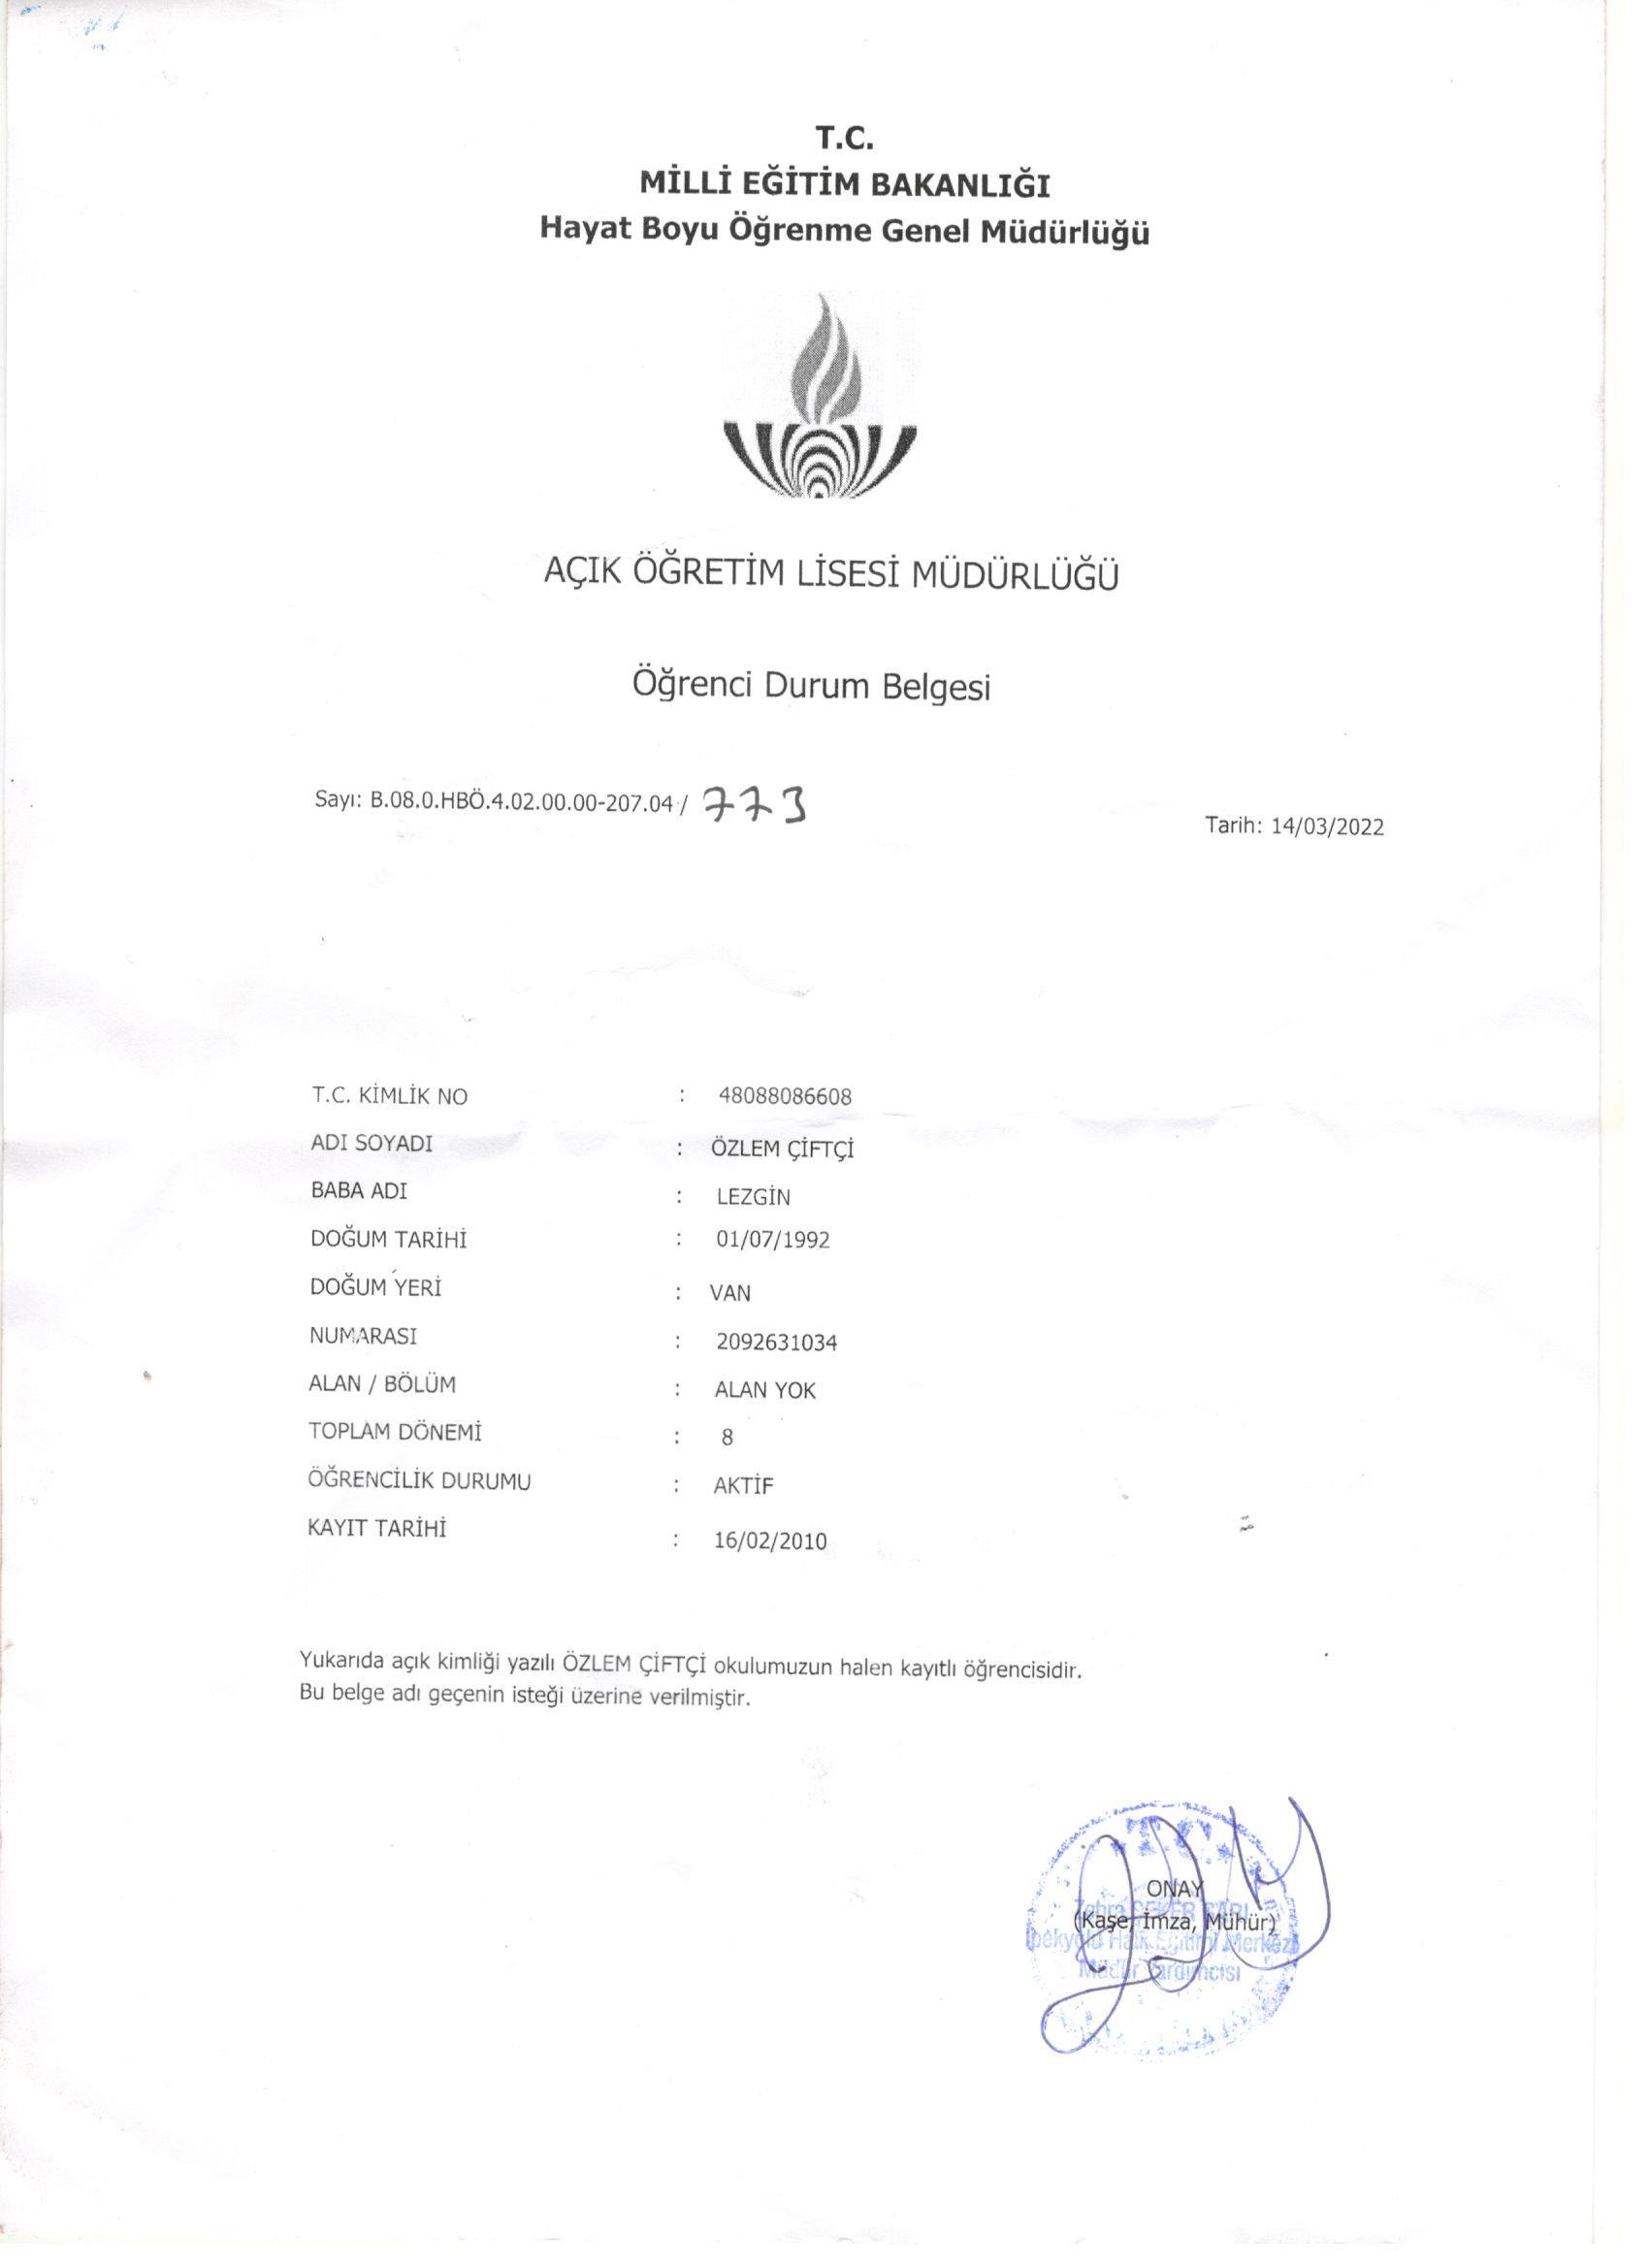 T.C.
MİLLİ EĞİTİM BAKANLIĞI
Hayat Boyu Öğrenme Genel Müdürlüğü
AÇIK ÖĞRETİM LİSESİ MÜDÜRLÜĞÜ
Öğrenci Durum Belgesi
Sayı: B.08.0.HBÖ.4.02.00.00-207.04 / 773
Tarih: 14/03/2022
T.C. KİMLİK NO : 48088086608
ADI SOYADI : ÖZLEM ÇİFTÇİ
BABA ADI : LEZGİN
DOĞUM TARİHİ : 01/07/1992
DOĞUM YERİ : VAN
NUMARASI : 2092631034
ALAN / BÖLÜM : ALAN YOK
TOPLAM DÖNEMİ : 8
ÖĞRENCİLİK DURUMU : AKTİF
KAYIT TARİHİ : 16/02/2010
Yukarıda açık kimliği yazılı ÖZLEM ÇİFTÇİ okulumuzun halen kayıtlı öğrencisidir.
Bu belge adı geçenin isteği üzerine verilmiştir.
T.C.
ONAY
(Kaşe, İmza, Mühür)
İpekyolu Halk Eğitimi Merkezi
Müdür Yardımcısı